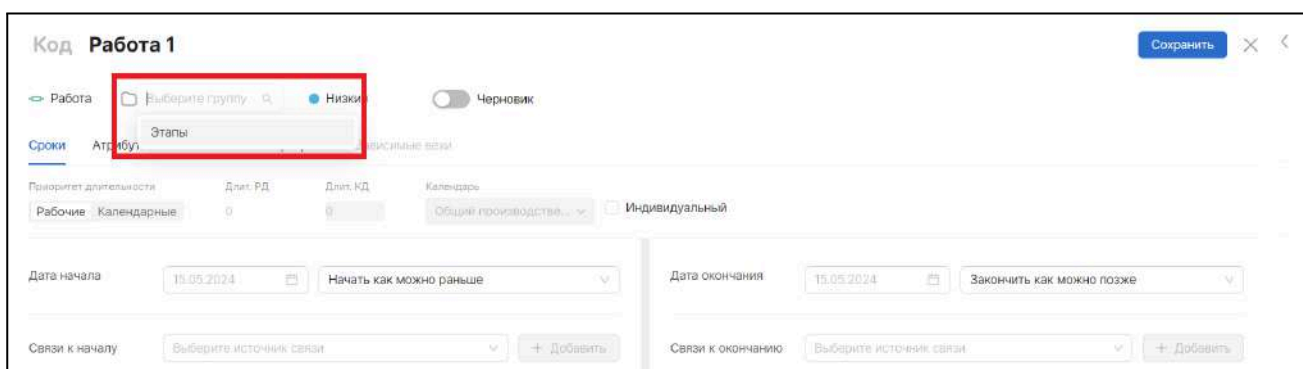 Код Работа 1 Сохранить
Работа Выберите группу Низкий Черновик
Этапы
Сроки Атрибу зависимые вехи
Приоритет длительности Длит. РД Длит. КД Календарь
Рабочие Календарные 0 0 Общий производстве... Индивидуальный
Дата начала 15.05.2024 Начать как можно раньше Дата окончания 15.05.2024 Закончить как можно позже
Связи к началу Выберите источник связи + Добавить Связи к окончанию Выберите источник связи + Добавить